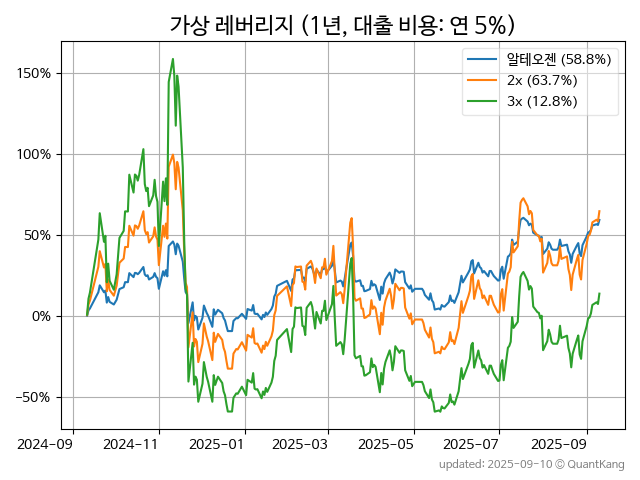 가상 레버리지 (1년, 대출 비용: 연 5%)
알테오젠 (58.8%)
2x (63.7%)
3x (12.8%)
150%
100%
50%
0%
−50%
2024-09 2024-11 2025-01 2025-03 2025-05 2025-07 2025-09
updated: 2025-09-10 © QuantKang